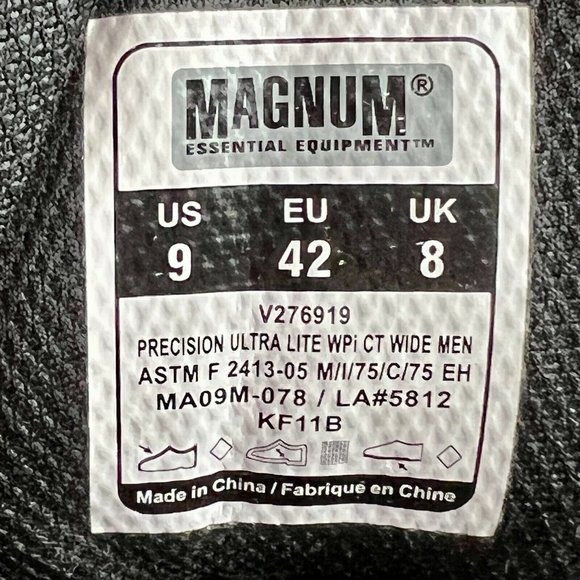 MAGNUM®
ESSENTIAL EQUIPMENT™
US EU UK
9 42 8
V276919
PRECISION ULTRA LITE WPi CT WIDE MEN
ASTM F 2413-05 M/I/75/C/75 EH
MA09M-078 / LA#5812
KF11B
Made in China / Fabrique en Chine